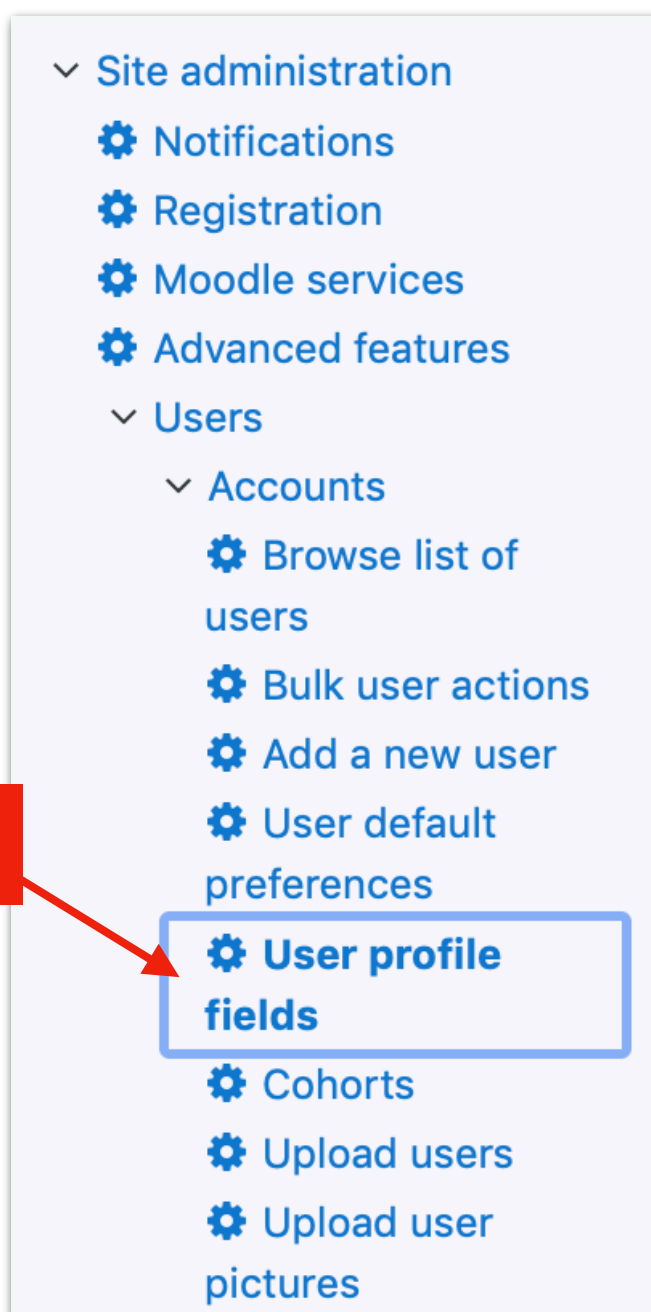 Site administration
Notifications
Registration
Moodle services
Advanced features
Users
Accounts
Browse list of
users
Bulk user actions
Add a new user
User default
preferences
User profile
fields
Cohorts
Upload users
Upload user
pictures